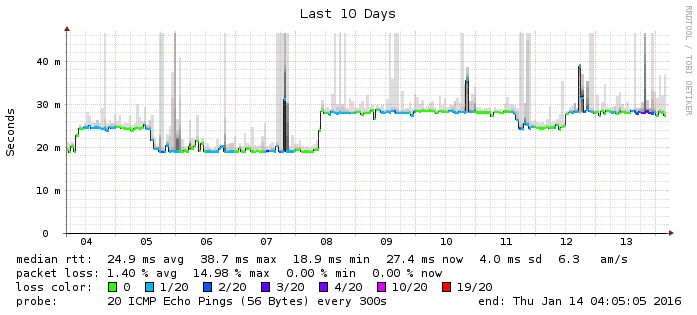 Last 10 Days
RRDTOOL / TOBI OETIKER
Seconds
40 m
30 m
20 m
10 m
0
04 05 06 07 08 09 10 11 12 13
median rtt: 24.9 ms avg 38.7 ms max 18.9 ms min 27.4 ms now 4.0 ms sd 6.3 am/s
packet loss: 1.40 % avg 14.98 % max 0.00 % min 0.00 % now
loss color: 0 1/20 2/20 3/20 4/20 10/20 19/20
probe: 20 ICMP Echo Pings (56 Bytes) every 300s end: Thu Jan 14 04:05:05 2016